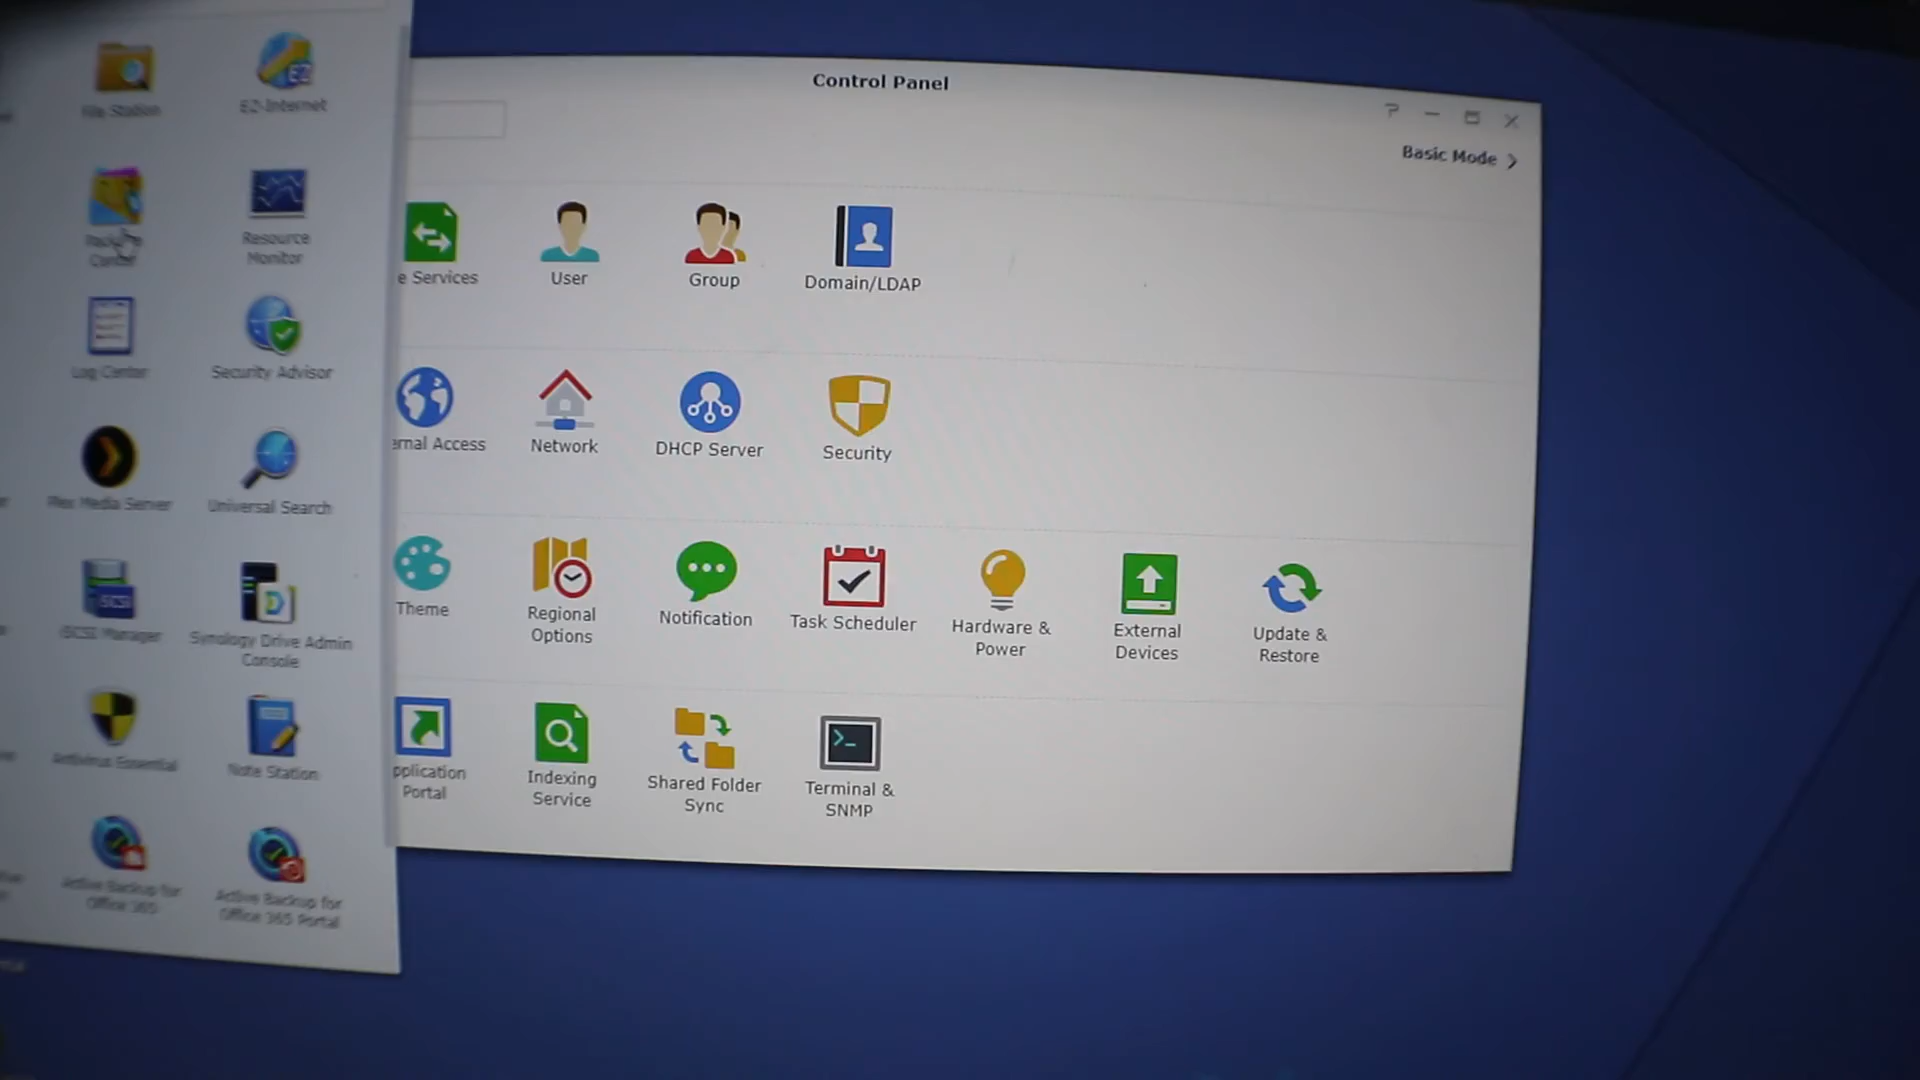 File Station
EZ-Internet
Package
Center
Resource
Monitor
Log Center
Security Advisor
Plex Media Server
Universal Search
iSCSI Manager
Synology Drive Admin
Console
Antivirus Essential
Note Station
Active Backup for
Office 365
Active Backup for
Office 365 Portal
Control Panel
Basic Mode
e Services
User
Group
Domain/LDAP
ernal Access
Network
DHCP Server
Security
Theme
Regional
Options
Notification
Task Scheduler
Hardware &
Power
External
Devices
Update &
Restore
pplication
Portal
Indexing
Service
Shared Folder
Sync
Terminal &
SNMP